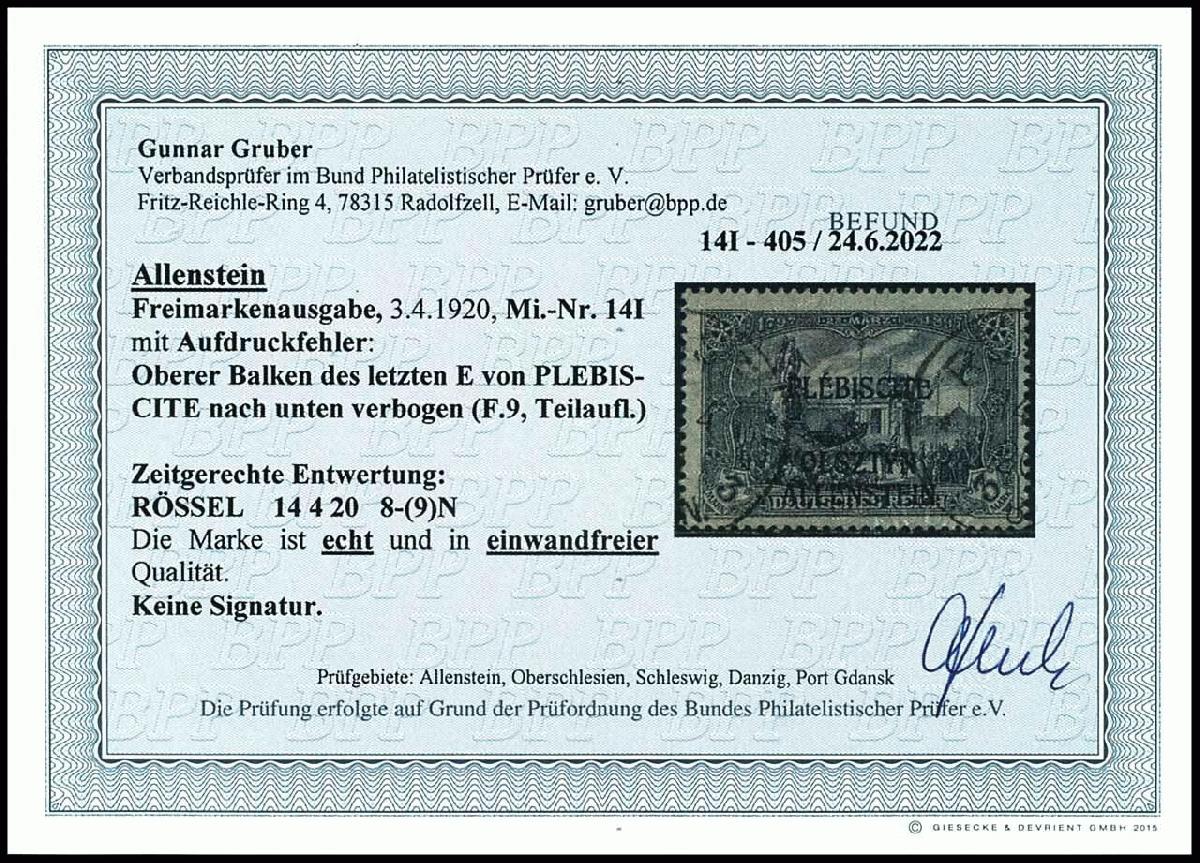 Gunnar Gruber
Verbandsprüfer im Bund Philatelistischer Prüfer e. V.
Fritz-Reichle-Ring 4, 78315 Radolfzell, E-Mail: gruber@bpp.de
BEFUND
14I - 405 / 24.6.2022
Allenstein
Freimarkenausgabe, 3.4.1920, Mi.-Nr. 14I
mit Aufdruckfehler:
Oberer Balken des letzten E von PLEBIS-
CITE nach unten verbogen (F.9, Teilaufl.)
PLÉBISCITE
OLSZTYN
ALLENSTEIN
3
3
Zeitgerechte Entwertung:
RÖSSEL 14 4 20 8-(9)N
Die Marke ist echt und in einwandfreier
Qualität.
Keine Signatur.
Prüfgebiete: Allenstein, Oberschlesien, Schleswig, Danzig, Port Gdansk
Die Prüfung erfolgte auf Grund der Prüfordnung des Bundes Philatelistischer Prüfer e.V.
© GIESECKE & DEVRIENT GMBH 2015